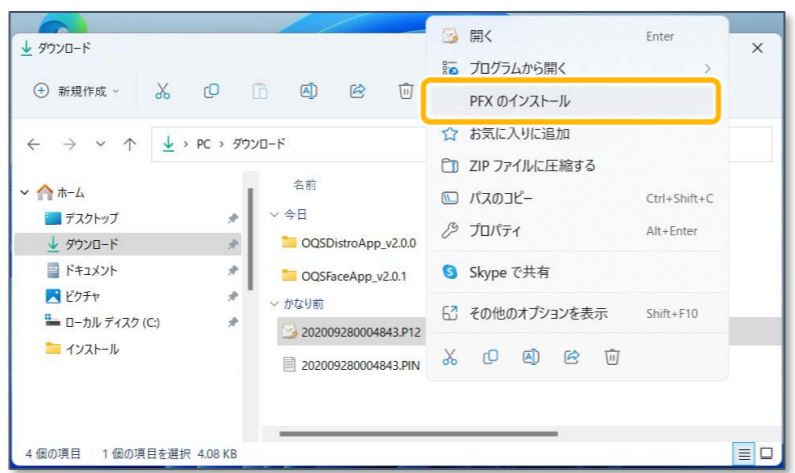 ダウンロード
新規作成
← → ↑ PC > ダウンロード
ホーム
デスクトップ
ダウンロード
ドキュメント
ピクチャ
ローカル ディスク (C:)
インストール
名前
今日
OQSDistroApp_v2.0.0
OQSFaceApp_v2.0.1
かなり前
202009280004843.P12
202009280004843.PIN
開く Enter
プログラムから開く
PFX のインストール
お気に入りに追加
ZIP ファイルに圧縮する
パスのコピー Ctrl+Shift+C
プロパティ Alt+Enter
Skype で共有
その他のオプションを表示 Shift+F10
4 個の項目 1 個の項目を選択 4.08 KB